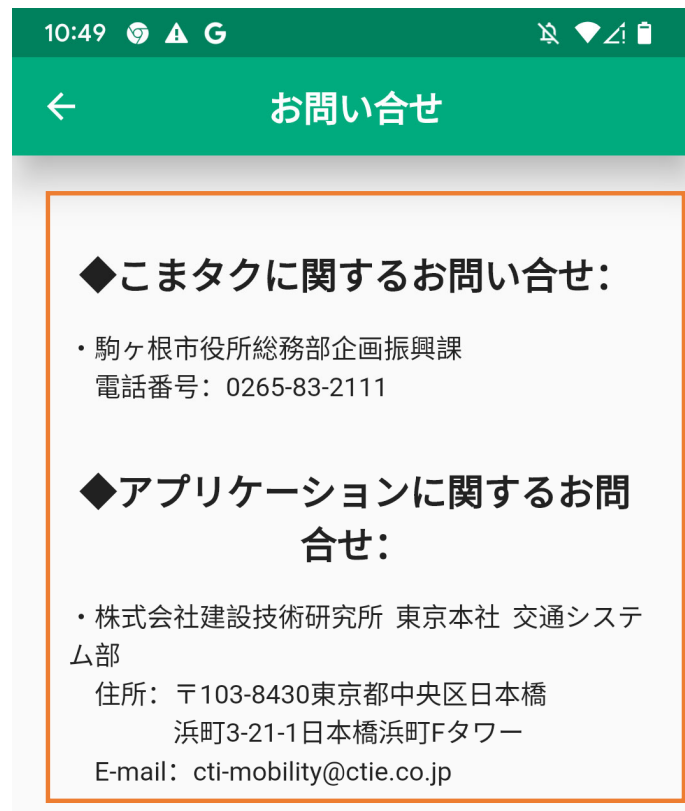 10:49 G
お問い合せ
◆こまタクに関するお問い合せ：
・駒ヶ根市役所総務部企画振興課
電話番号：0265-83-2111
◆アプリケーションに関するお問
合せ：
・株式会社建設技術研究所 東京本社 交通システ
ム部
住所：〒103-8430東京都中央区日本橋
浜町3-21-1日本橋浜町Fタワー
E-mail：cti-mobility@ctie.co.jp